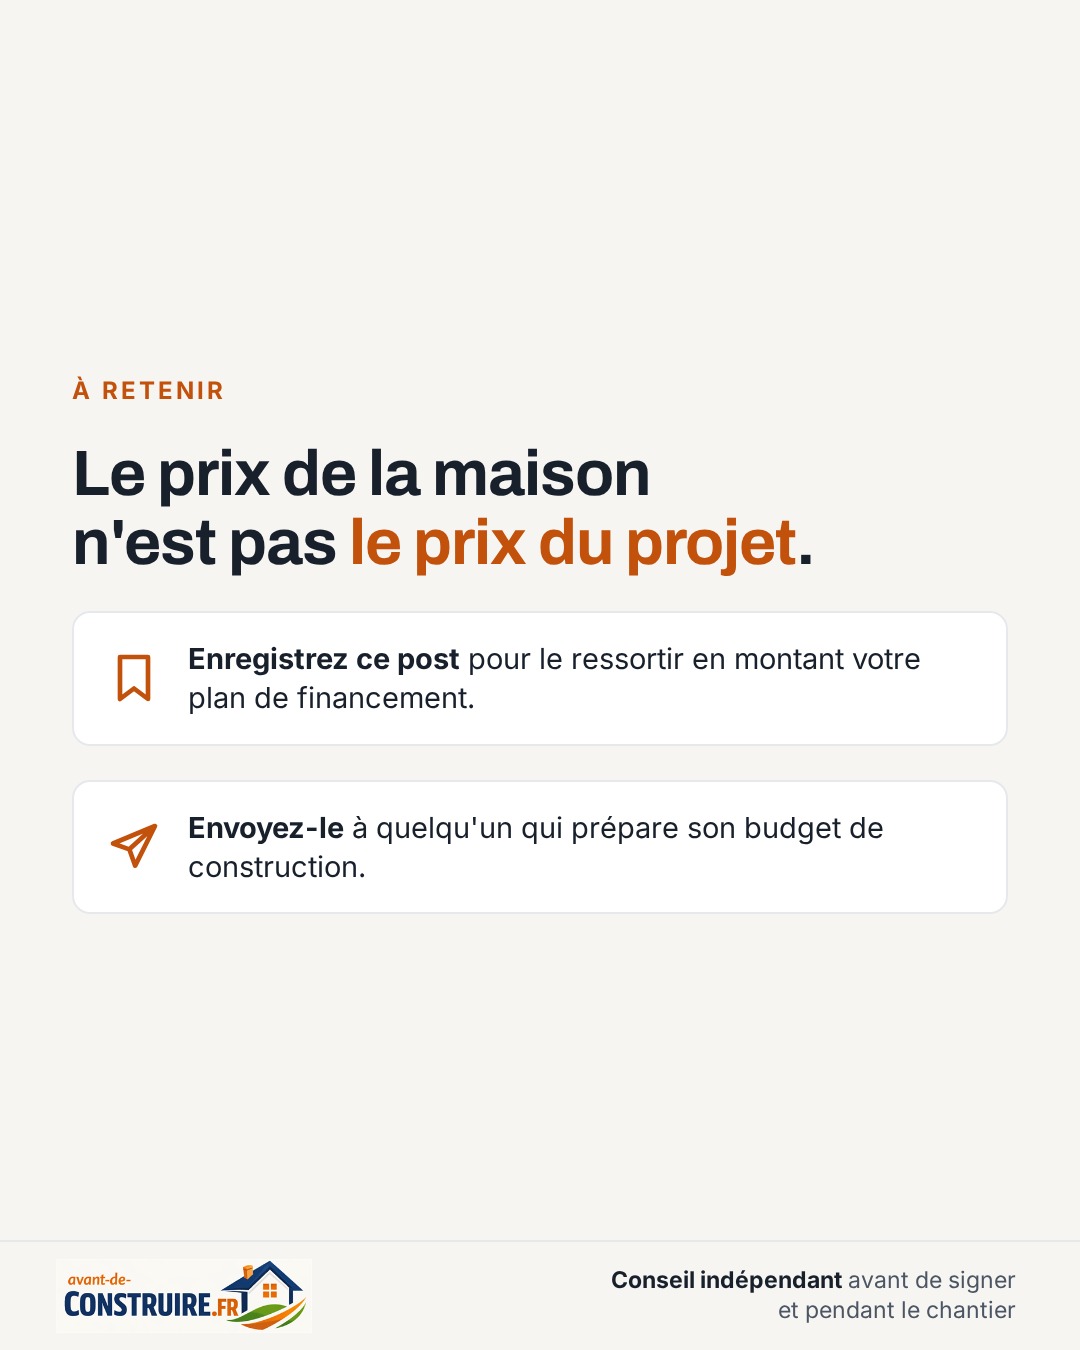 À RETENIR
Le prix de la maison
n'est pas le prix du projet.
Enregistrez ce post pour le ressortir en montant votre
plan de financement.
Envoyez-le à quelqu'un qui prépare son budget de
construction.
avant-de-
CONSTRUIRE.FR
Conseil indépendant avant de signer
et pendant le chantier